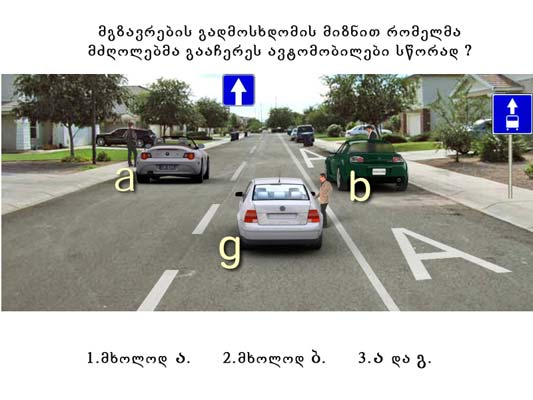 მგზავრების გადმოსხდომის მიზნით რომელმა
მძღოლებმა გააჩერეს ავტომობილები სწორად ?
a
b
g
A
A
1.მხოლოდ ა. 2.მხოლოდ ბ. 3.ა და გ.